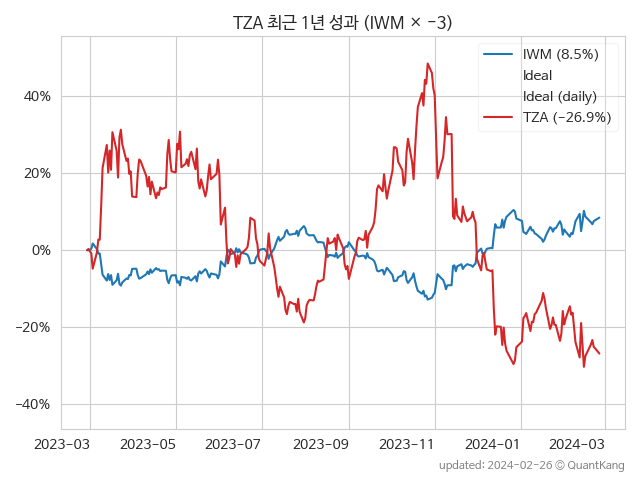 TZA 최근 1년 성과 (IWM × −3)
IWM (8.5%)
Ideal
Ideal (daily)
TZA (−26.9%)
40%
20%
0%
−20%
−40%
2023−03 2023−05 2023−07 2023−09 2023−11 2024−01 2024−03
updated: 2024−02−26 © QuantKang